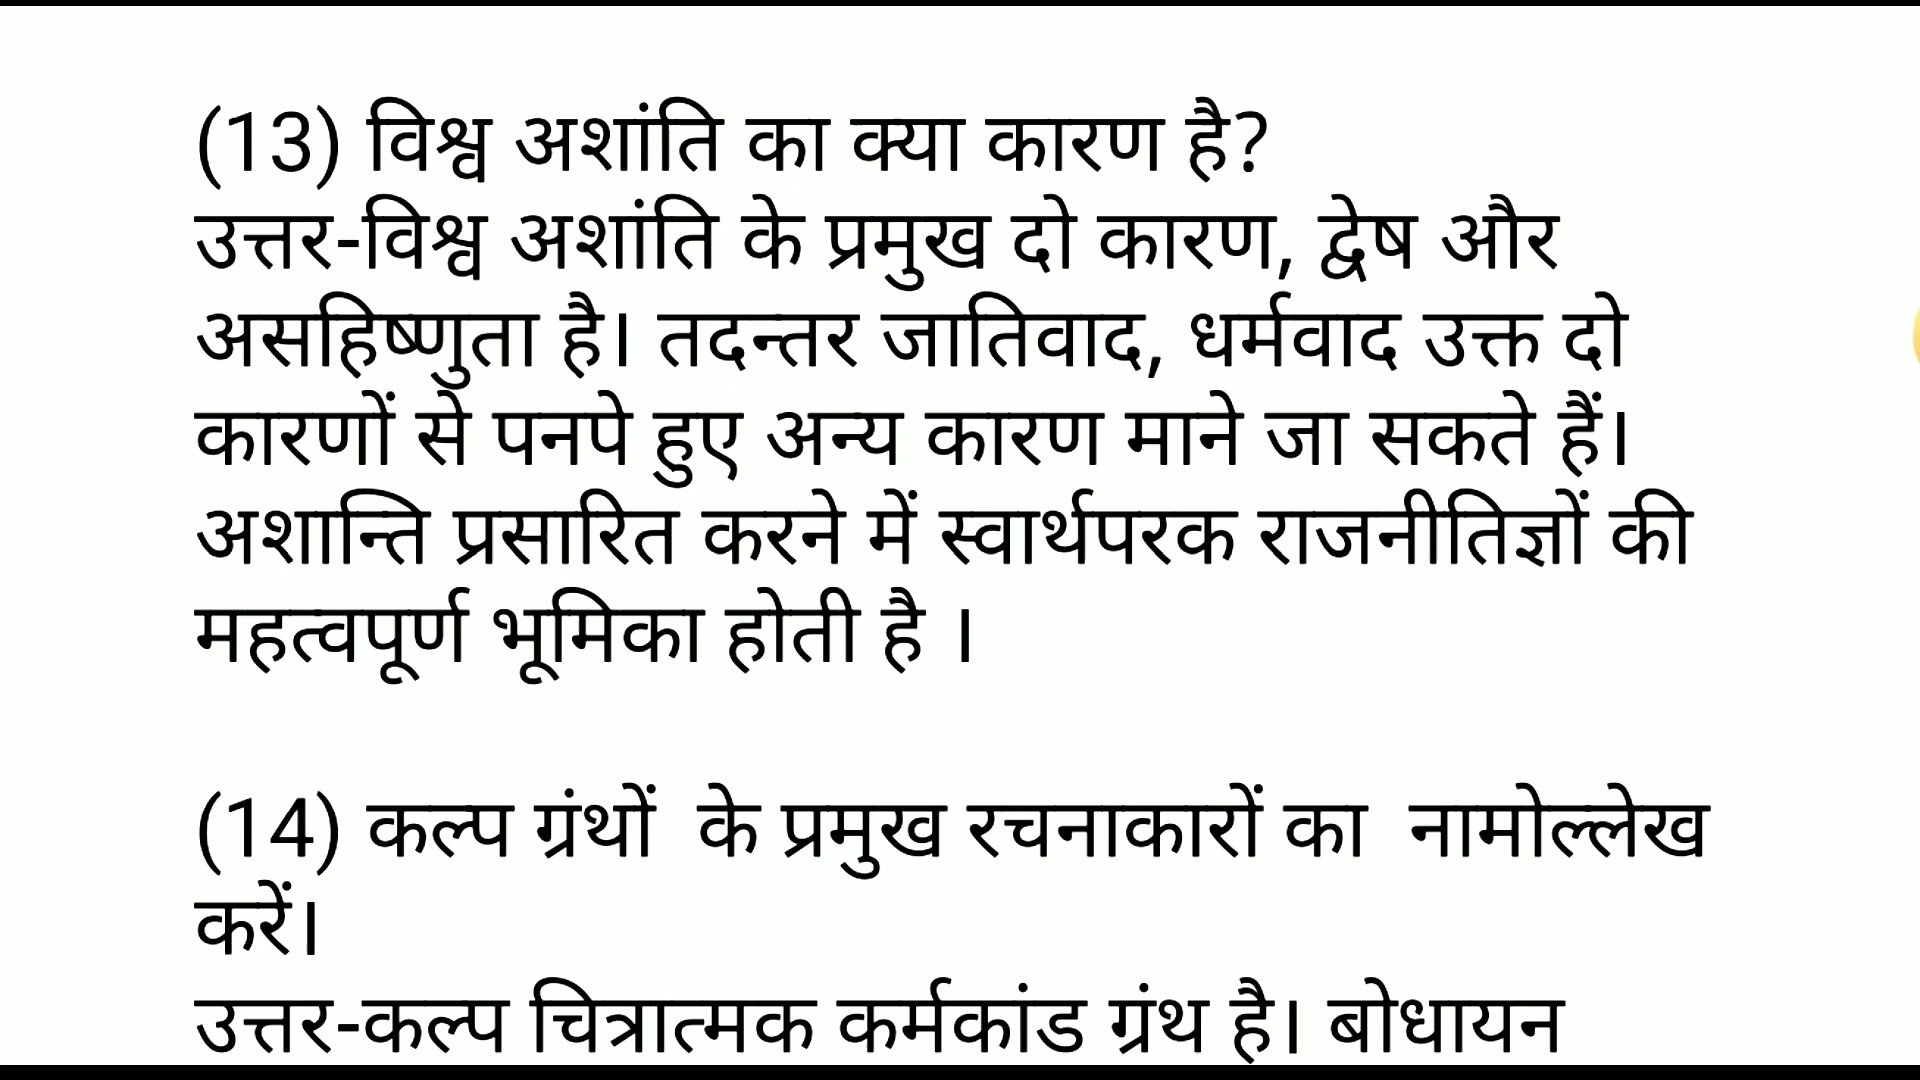 (13) विश्व अशांति का क्या कारण है?
उत्तर-विश्व अशांति के प्रमुख दो कारण, द्वेष और
असहिष्णुता है। तदन्तर जातिवाद, धर्मवाद उक्त दो
कारणों से पनपे हुए अन्य कारण माने जा सकते हैं।
अशान्ति प्रसारित करने में स्वार्थपरक राजनीतिज्ञों की
महत्वपूर्ण भूमिका होती है ।
(14) कल्प ग्रंथों के प्रमुख रचनाकारों का नामोल्लेख
करें।
उत्तर-कल्प चित्रात्मक कर्मकांड ग्रंथ है। बोधायन